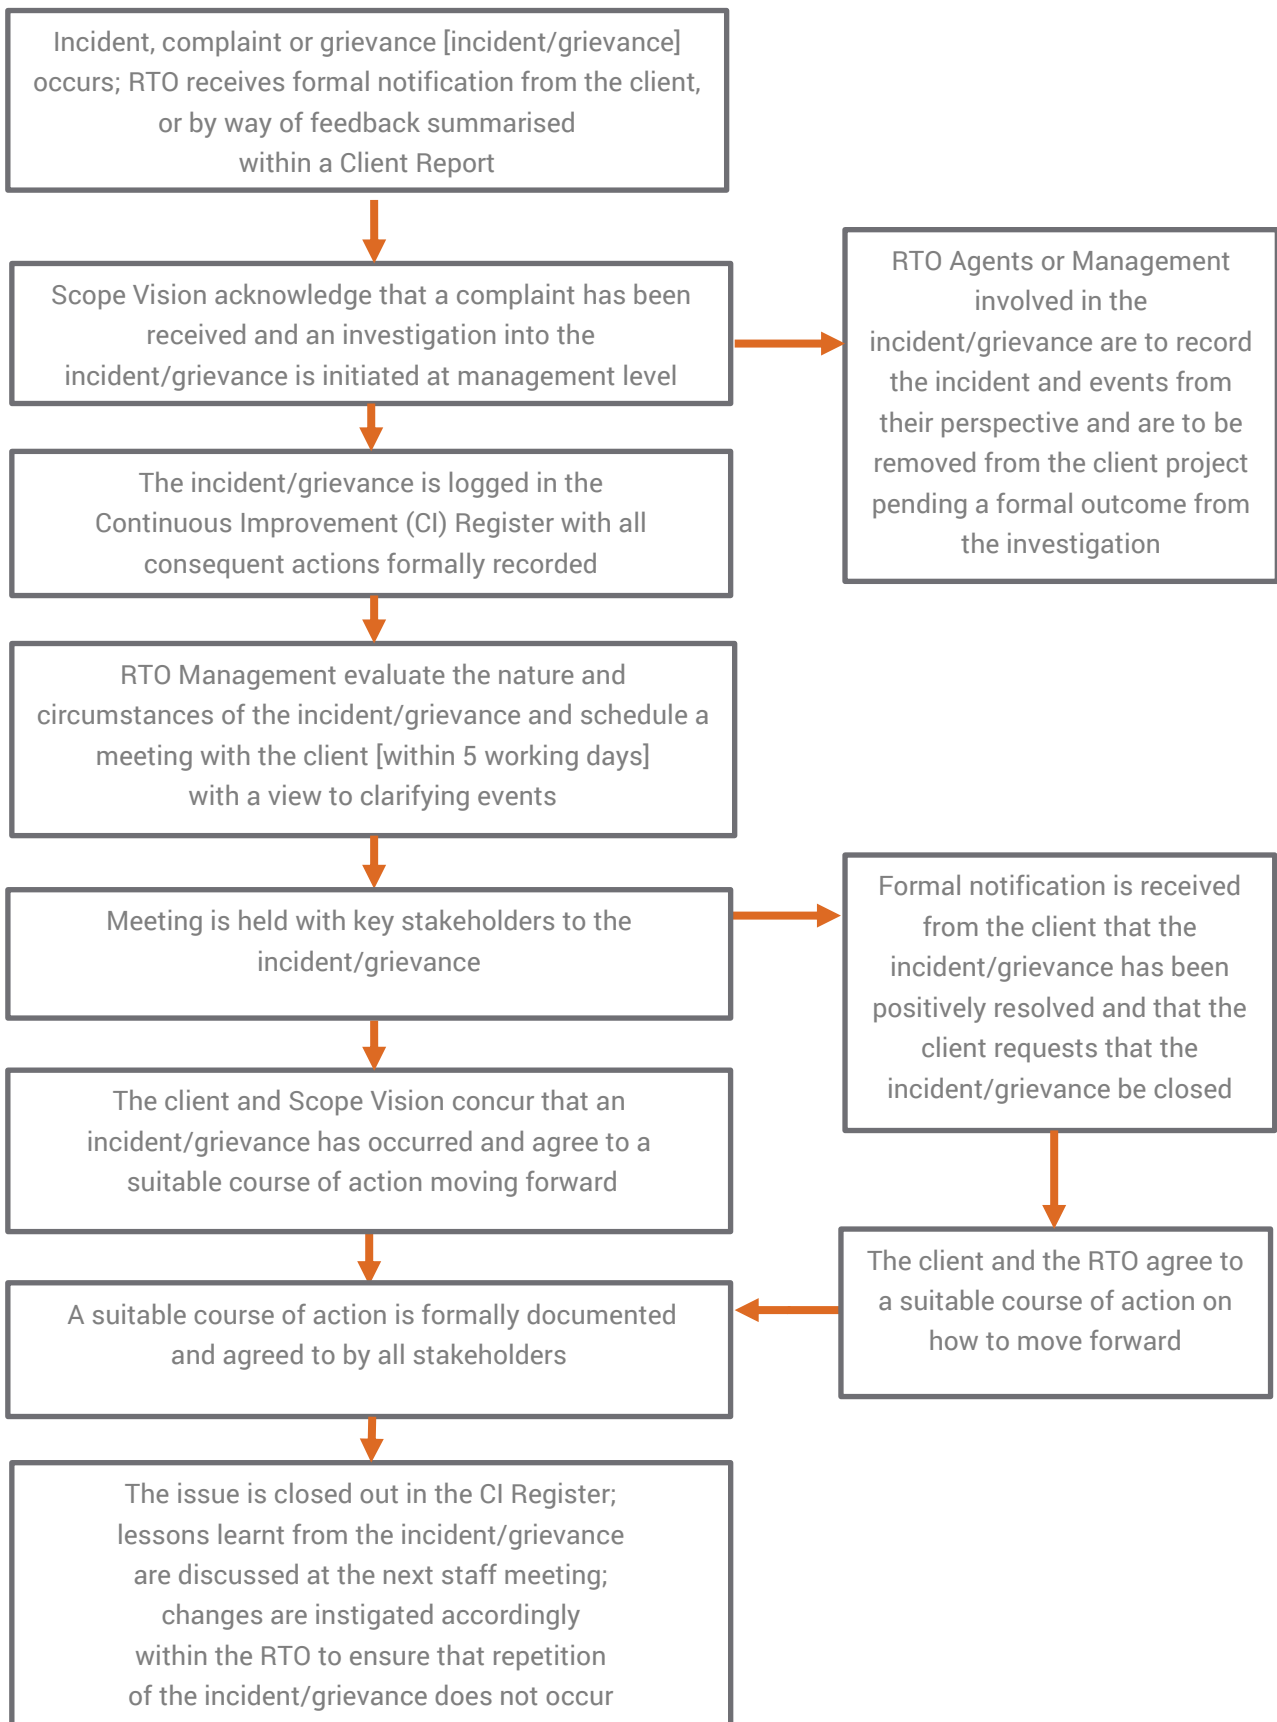 Incident, complaint or grievance [incident/grievance]
occurs; RTO receives formal notification from the client,
or by way of feedback summarised
within a Client Report
Scope Vision acknowledge that a complaint has been
received and an investigation into the
incident/grievance is initiated at management level
RTO Agents or Management
involved in the
incident/grievance are to record
the incident and events from
their perspective and are to be
removed from the client project
pending a formal outcome from
the investigation
The incident/grievance is logged in the
Continuous Improvement (CI) Register with all
consequent actions formally recorded
RTO Management evaluate the nature and
circumstances of the incident/grievance and schedule a
meeting with the client [within 5 working days]
with a view to clarifying events
Meeting is held with key stakeholders to the
incident/grievance
Formal notification is received
from the client that the
incident/grievance has been
positively resolved and that the
client requests that the
incident/grievance be closed
The client and Scope Vision concur that an
incident/grievance has occurred and agree to a
suitable course of action moving forward
The client and the RTO agree to
a suitable course of action on
how to move forward
A suitable course of action is formally documented
and agreed to by all stakeholders
The issue is closed out in the CI Register;
lessons learnt from the incident/grievance
are discussed at the next staff meeting;
changes are instigated accordingly
within the RTO to ensure that repetition
of the incident/grievance does not occur